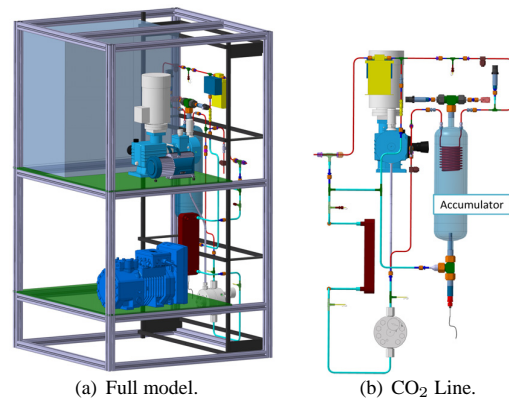 Accumulator
(a) Full model.
(b) CO₂ Line.